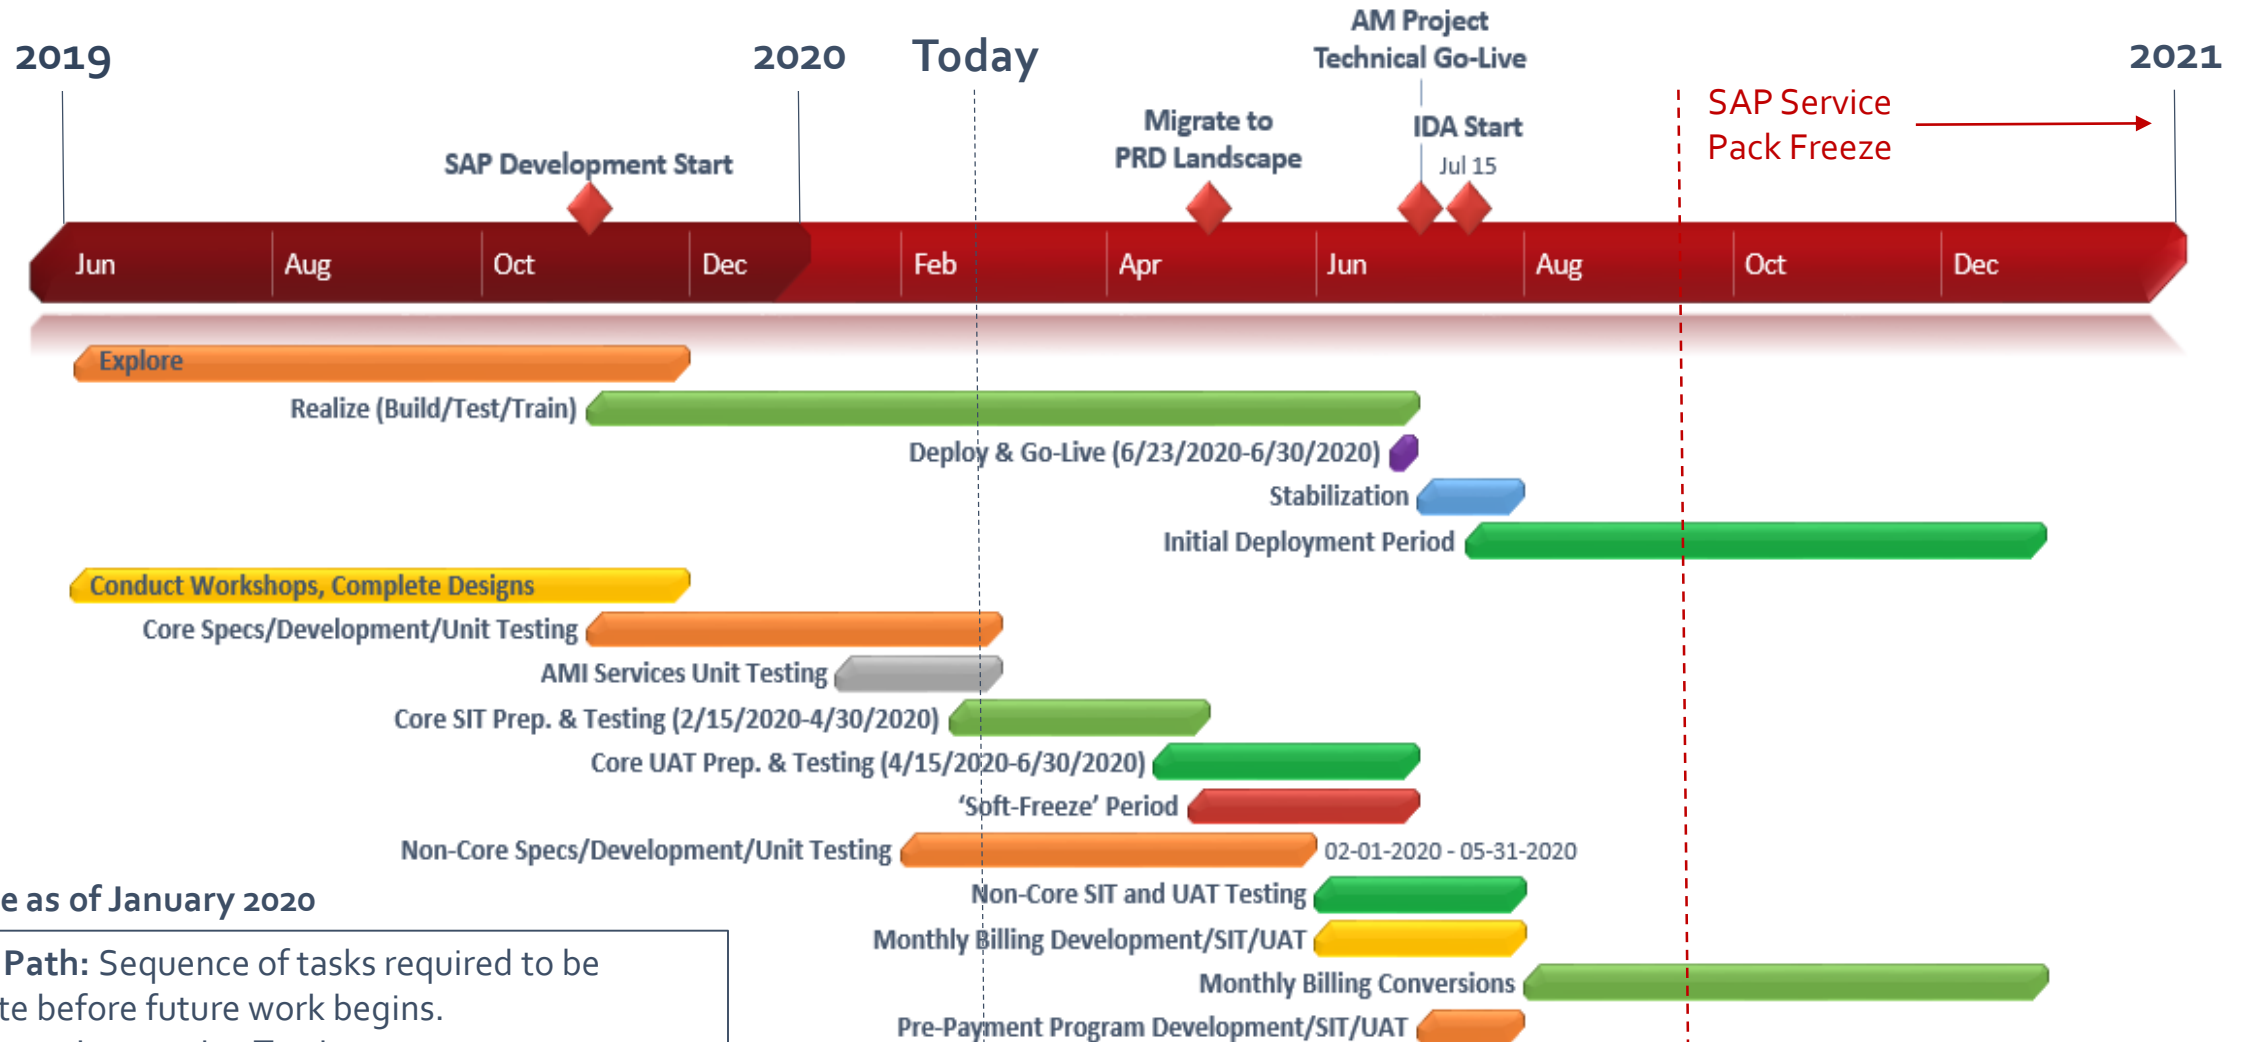 2019
2020
Today
AM Project
Technical Go-Live
2021
SAP Service
Pack Freeze
Migrate to
PRD Landscape
IDA Start
Jul 15
SAP Development Start
Jun
Aug
Oct
Dec
Feb
Apr
Jun
Aug
Oct
Dec
Explore
Realize (Build/Test/Train)
Deploy & Go-Live (6/23/2020-6/30/2020)
Stabilization
Initial Deployment Period
Conduct Workshops, Complete Designs
Core Specs/Development/Unit Testing
AMI Services Unit Testing
Core SIT Prep. & Testing (2/15/2020-4/30/2020)
Core UAT Prep. & Testing (4/15/2020-6/30/2020)
‘Soft-Freeze’ Period
Non-Core Specs/Development/Unit Testing
02-01-2020 - 05-31-2020
Non-Core SIT and UAT Testing
e as of January 2020
Monthly Billing Development/SIT/UAT
Path: Sequence of tasks required to be
te before future work begins.
Monthly Billing Conversions
Pre-Payment Program Development/SIT/UAT